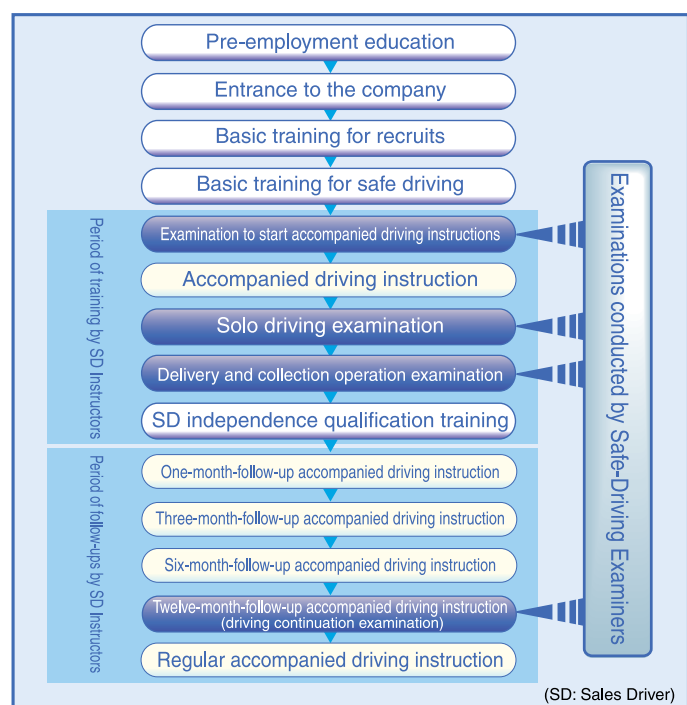 Pre-employment education
Entrance to the company
Basic training for recruits
Basic training for safe driving
Period of training by SD Instructors
Examination to start accompanied driving instructions
Accompanied driving instruction
Solo driving examination
Delivery and collection operation examination
SD independence qualification training
Period of follow-ups by SD Instructors
One-month-follow-up accompanied driving instruction
Three-month-follow-up accompanied driving instruction
Six-month-follow-up accompanied driving instruction
Twelve-month-follow-up accompanied driving instruction
(driving continuation examination)
Regular accompanied driving instruction
Examinations conducted by Safe-Driving Examiners
(SD: Sales Driver)